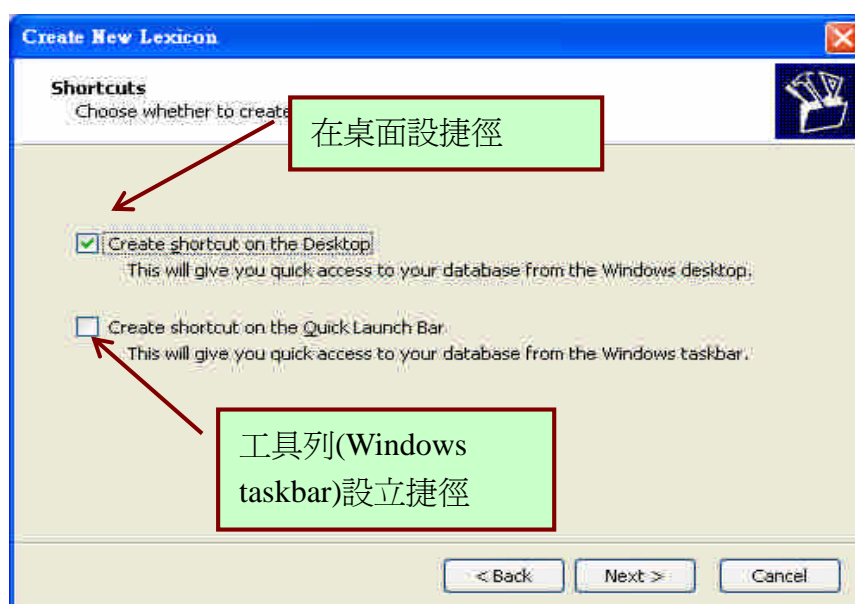 Create New Lexicon
Shortcuts
Choose whether to create
在桌面設捷徑
Create shortcut on the Desktop
This will give you quick access to your database from the Windows desktop.
Create shortcut on the Quick Launch Bar
This will give you quick access to your database from the Windows taskbar.
工具列(Windows
taskbar)設立捷徑
< Back
Next >
Cancel